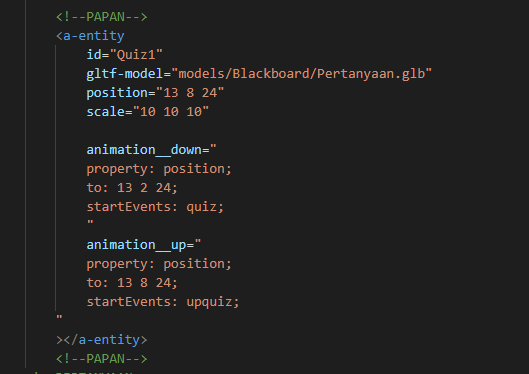 <!--PAPAN-->
<a-entity
id="Quiz1"
gltf-model="models/Blackboard/Pertanyaan.glb"
position="13 8 24"
scale="10 10 10"
animation__down="
property: position;
to: 13 2 24;
startEvents: quiz;
"
animation__up="
property: position;
to: 13 8 24;
startEvents: upquiz;
"
></a-entity>
<!--PAPAN-->